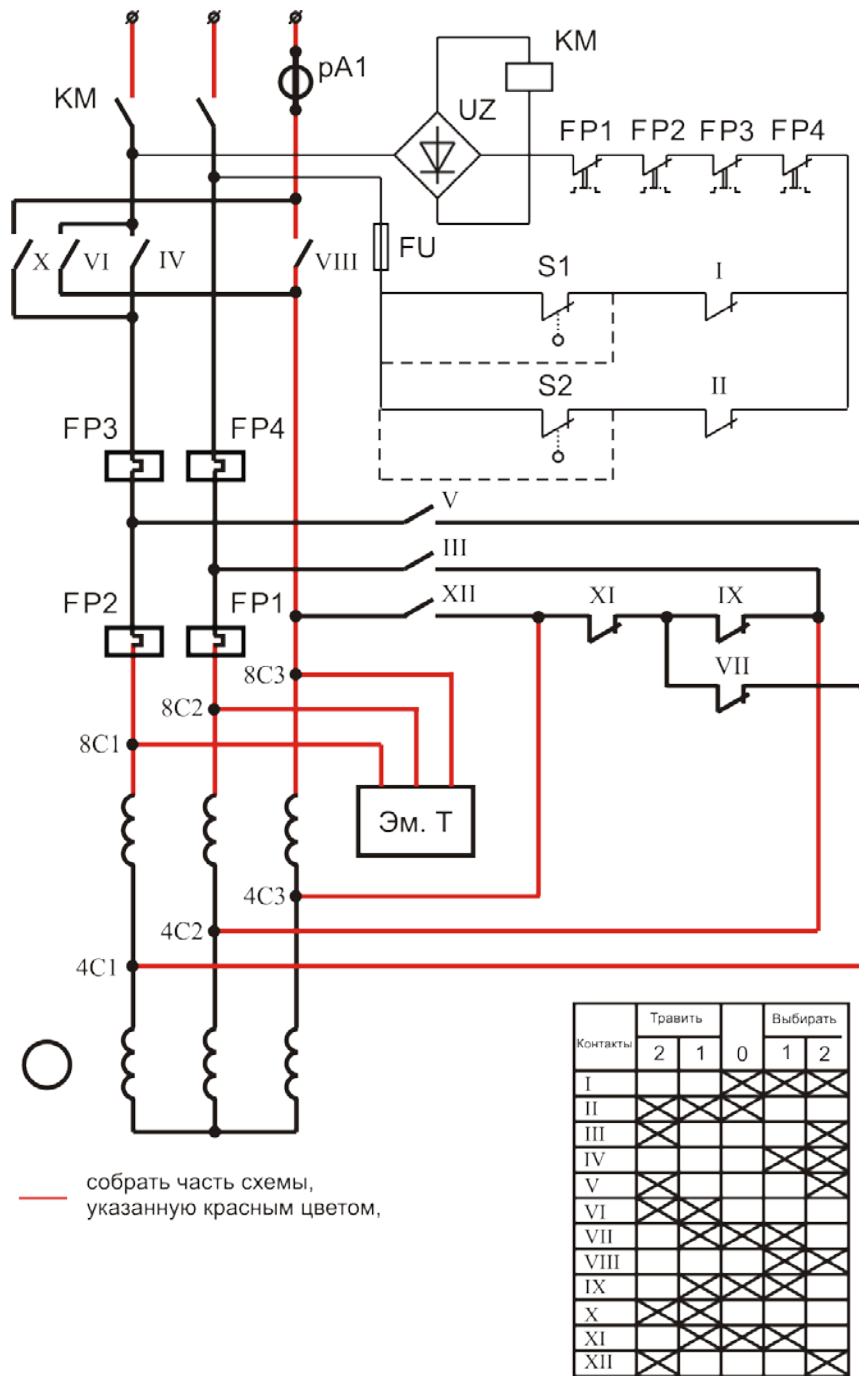 pA1
KM
KM
UZ
FP1 FP2 FP3 FP4
X VI IV VIII
FU
S1 I
S2 II
FP3 FP4
V
III
XII XI IX
FP2 FP1
VII
8C3
8C2
8C1
Эм. Т
4C3
4C2
4C1
Контакты Травить Выбирать
2 1 0 1 2
I
II
III
IV
V
VI
VII
VIII
IX
X
XI
XII
собрать часть схемы,
указанную красным цветом,